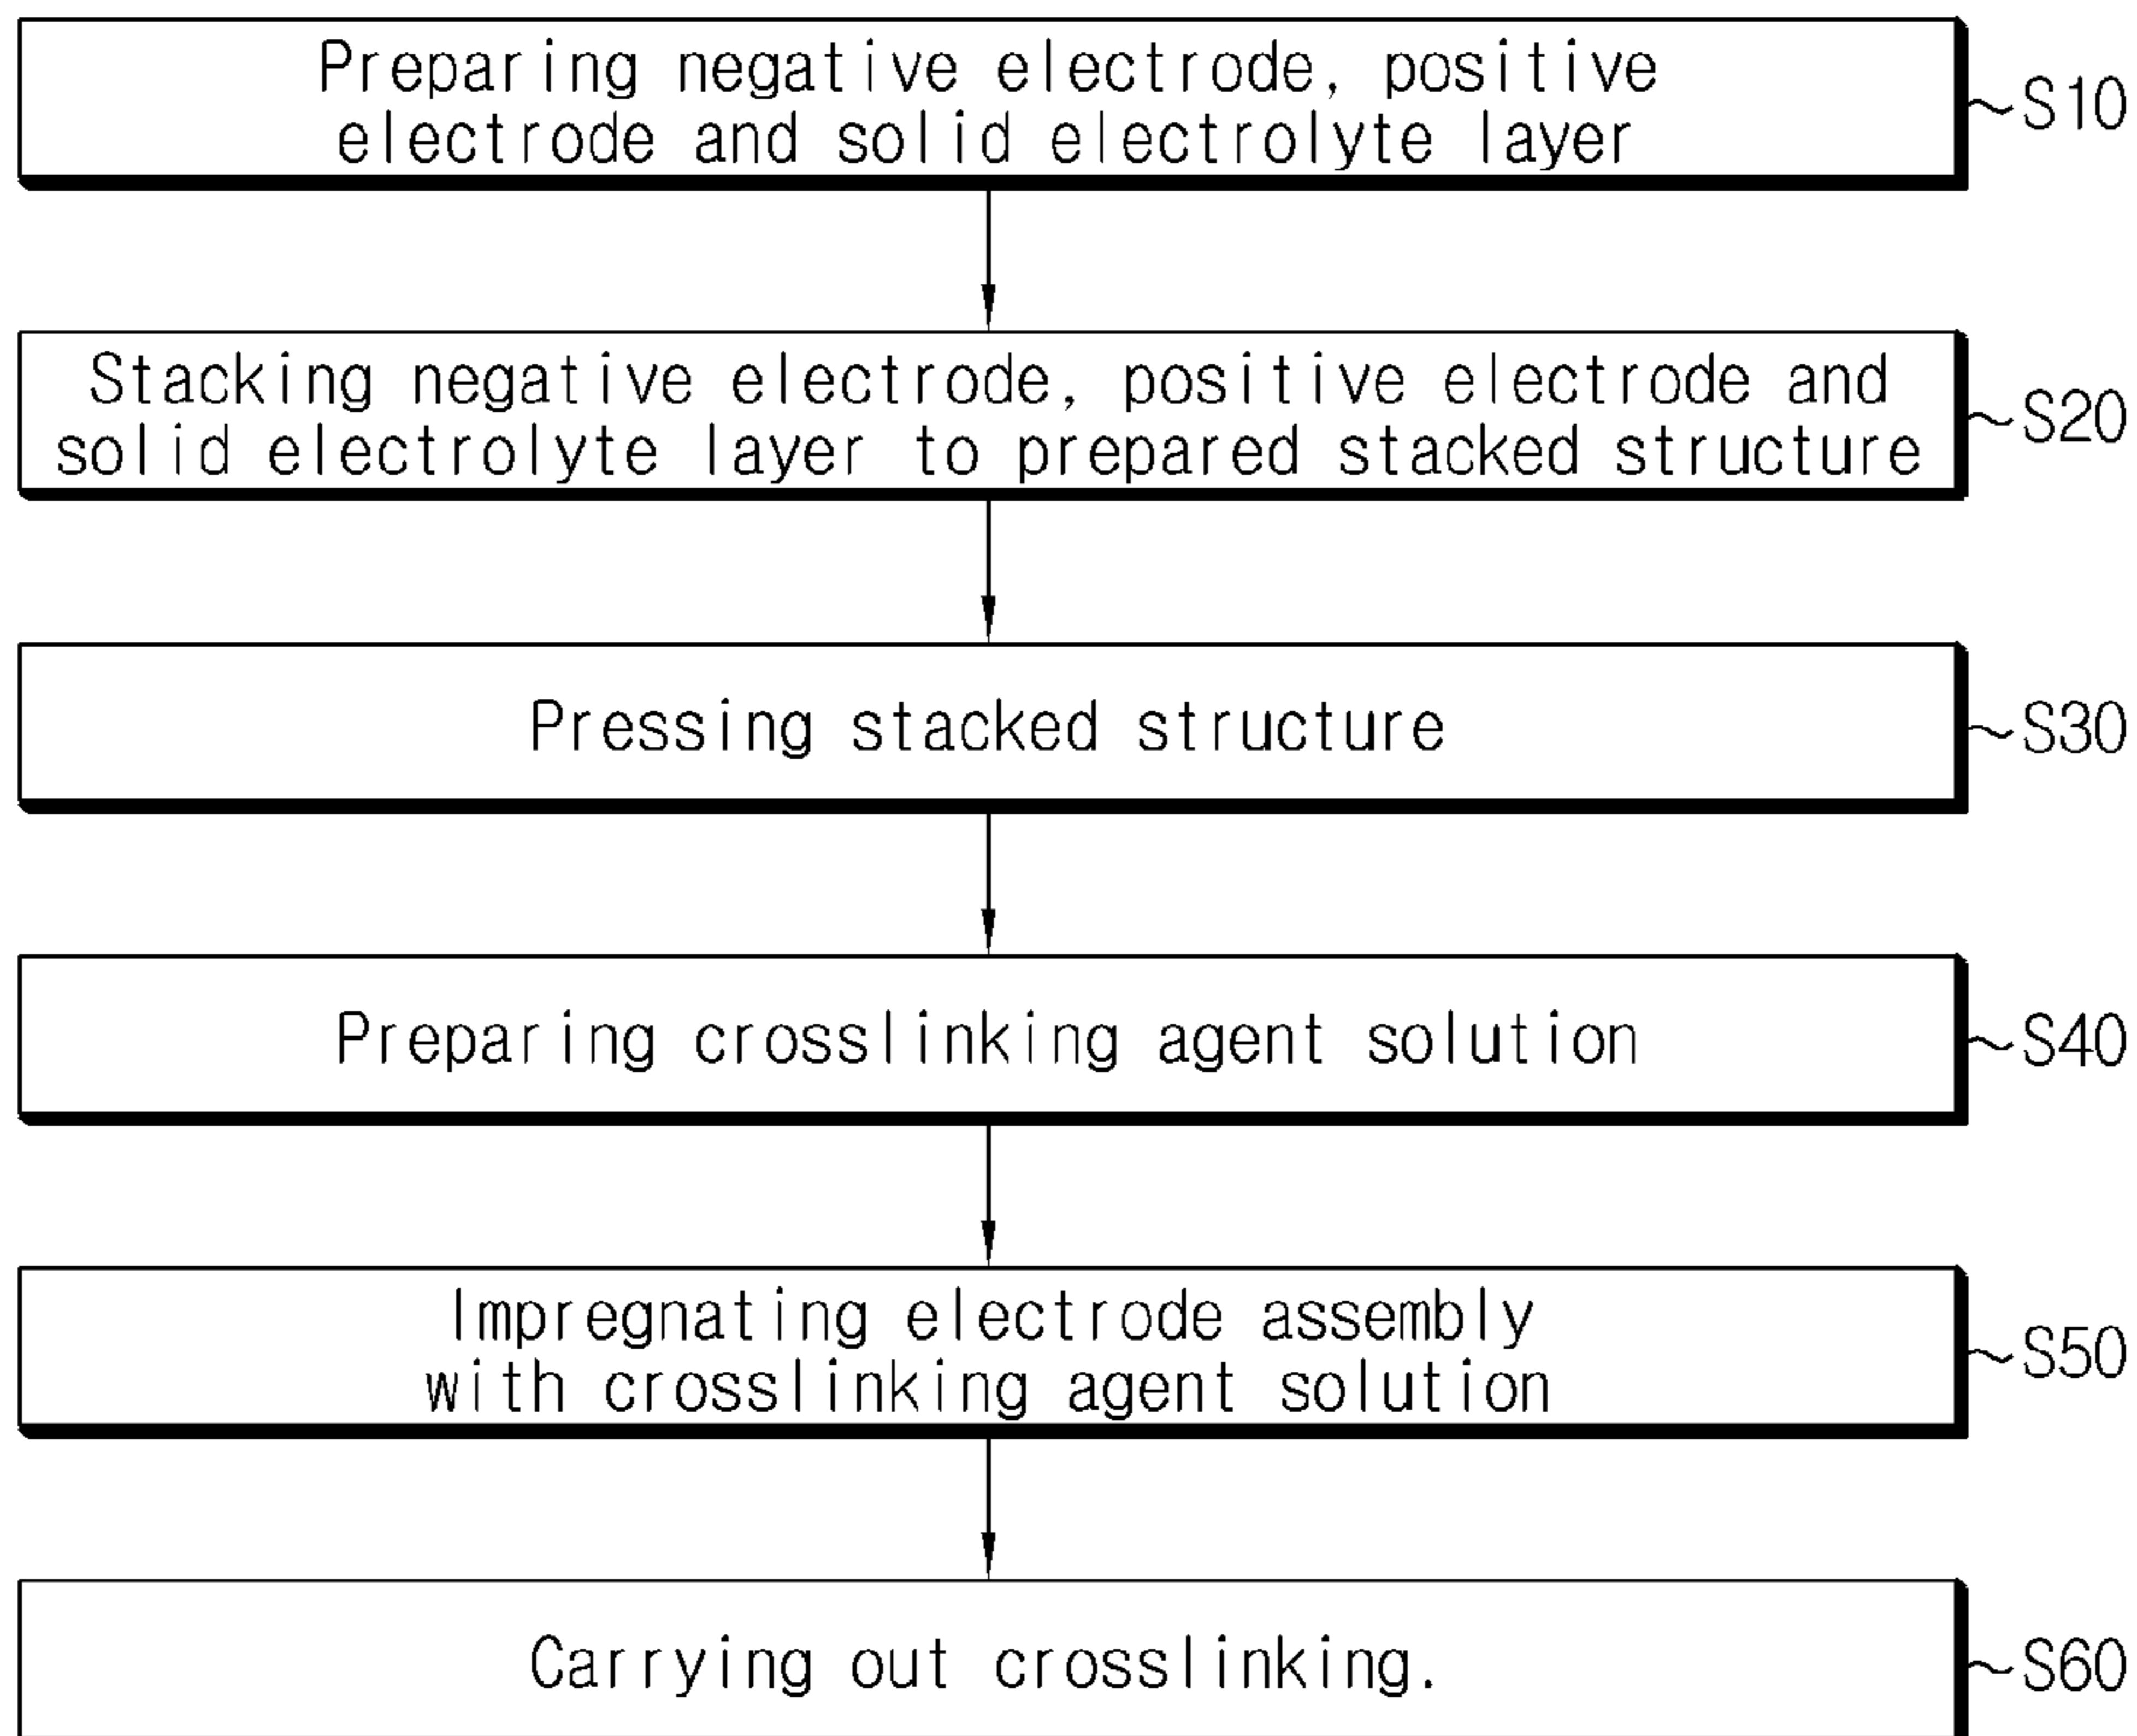 Preparing negative electrode, positive
electrode and solid electrolyte layer
S10
Stacking negative electrode, positive electrode and
solid electrolyte layer to prepared stacked structure
S20
Pressing stacked structure
S30
Preparing crosslinking agent solution
S40
Impregnating electrode assembly
with crosslinking agent solution
S50
Carrying out crosslinking.
S60